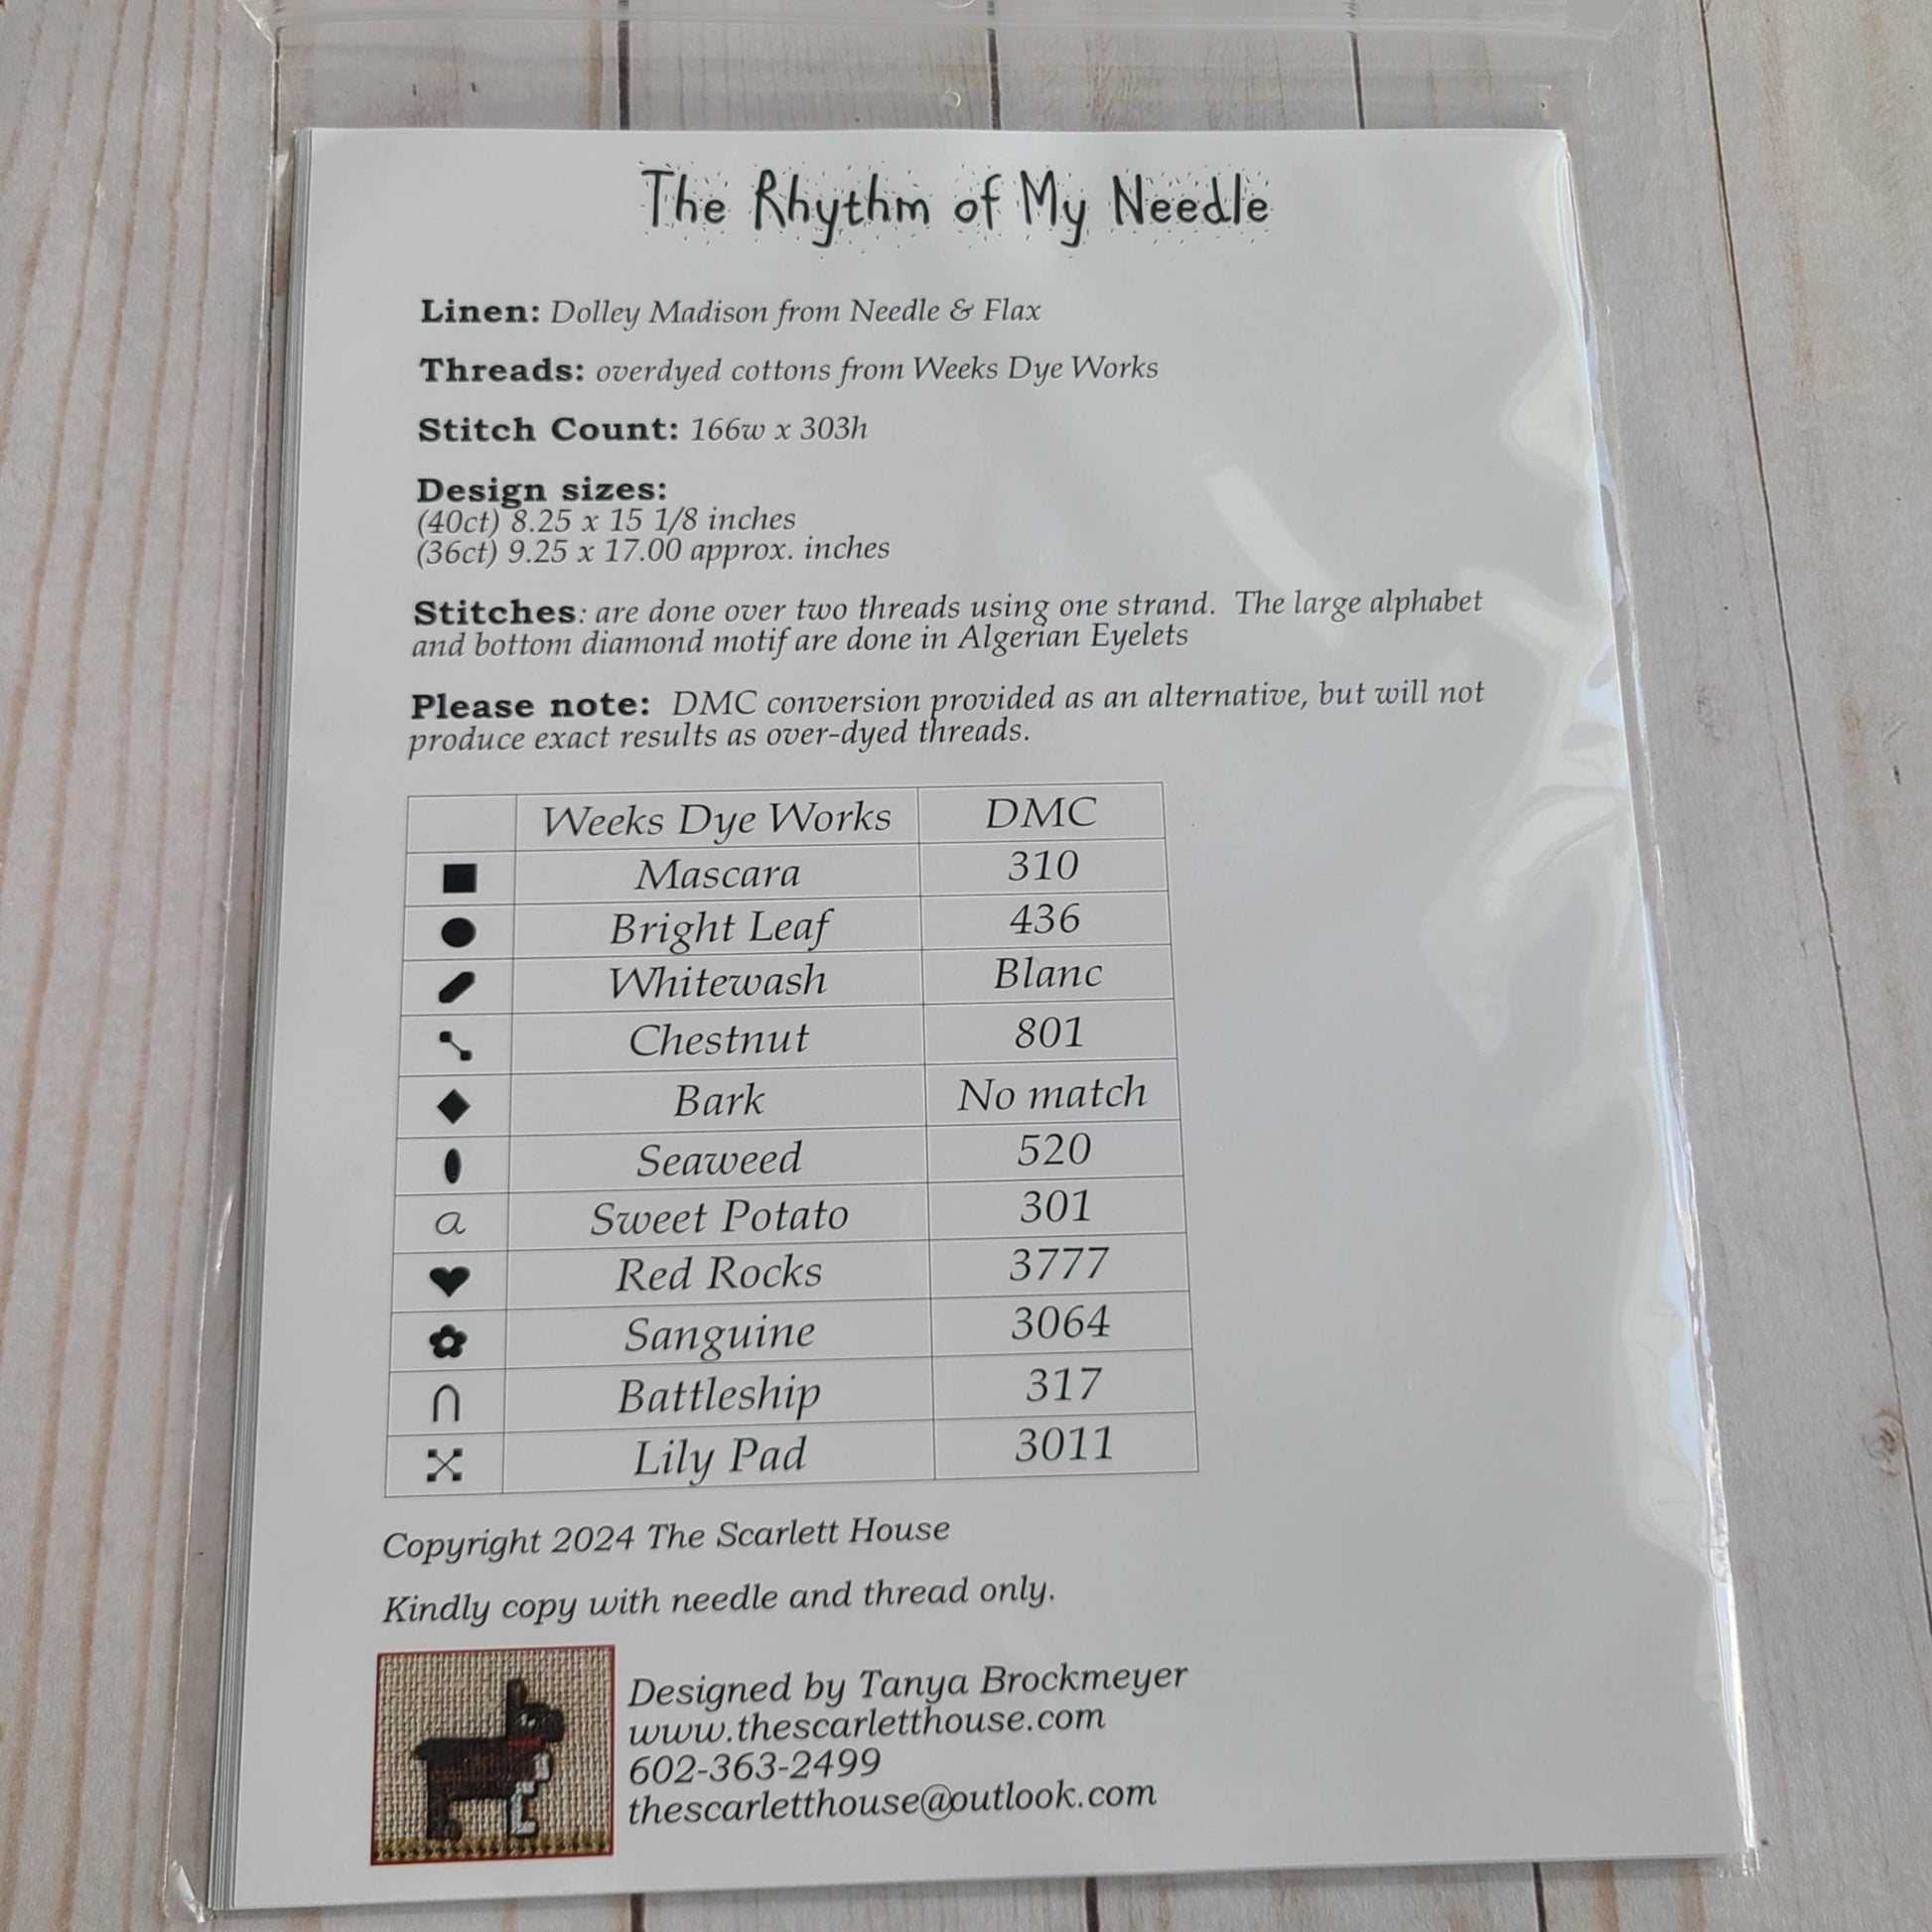 The Rhythm of My Needle
Linen: Dolley Madison from Needle & Flax
Threads: overdyed cottons from Weeks Dye Works
Stitch Count: 166w x 303h
Design sizes:
(40ct) 8.25 x 15 1/8 inches
(36ct) 9.25 x 17.00 approx. inches
Stitches: are done over two threads using one strand. The large alphabet
and bottom diamond motif are done in Algerian Eyelets
Please note: DMC conversion provided as an alternative, but will not
produce exact results as over-dyed threads.
Weeks Dye Works DMC
Mascara 310
Bright Leaf 436
Whitewash Blanc
Chestnut 801
Bark No match
Seaweed 520
a Sweet Potato 301
Red Rocks 3777
Sanguine 3064
∩ Battleship 317
Lily Pad 3011
Copyright 2024 The Scarlett House
Kindly copy with needle and thread only.
Designed by Tanya Brockmeyer
www.thescarletthouse.com
602-363-2499
thescarletthouse@outlook.com